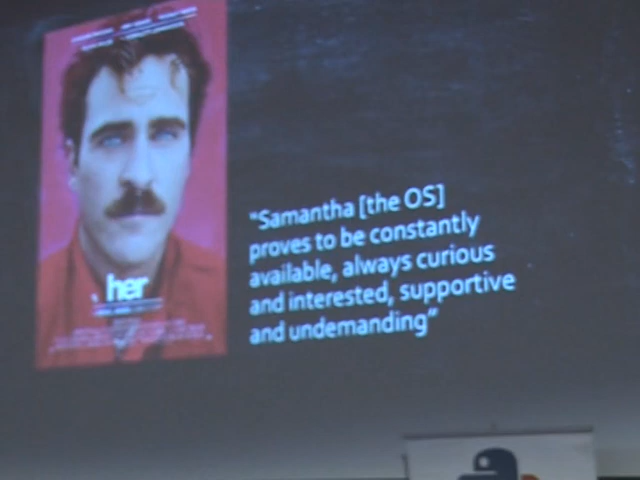 her
"Samantha [the OS]
proves to be constantly
available, always curious
and interested, supportive
and undemanding"